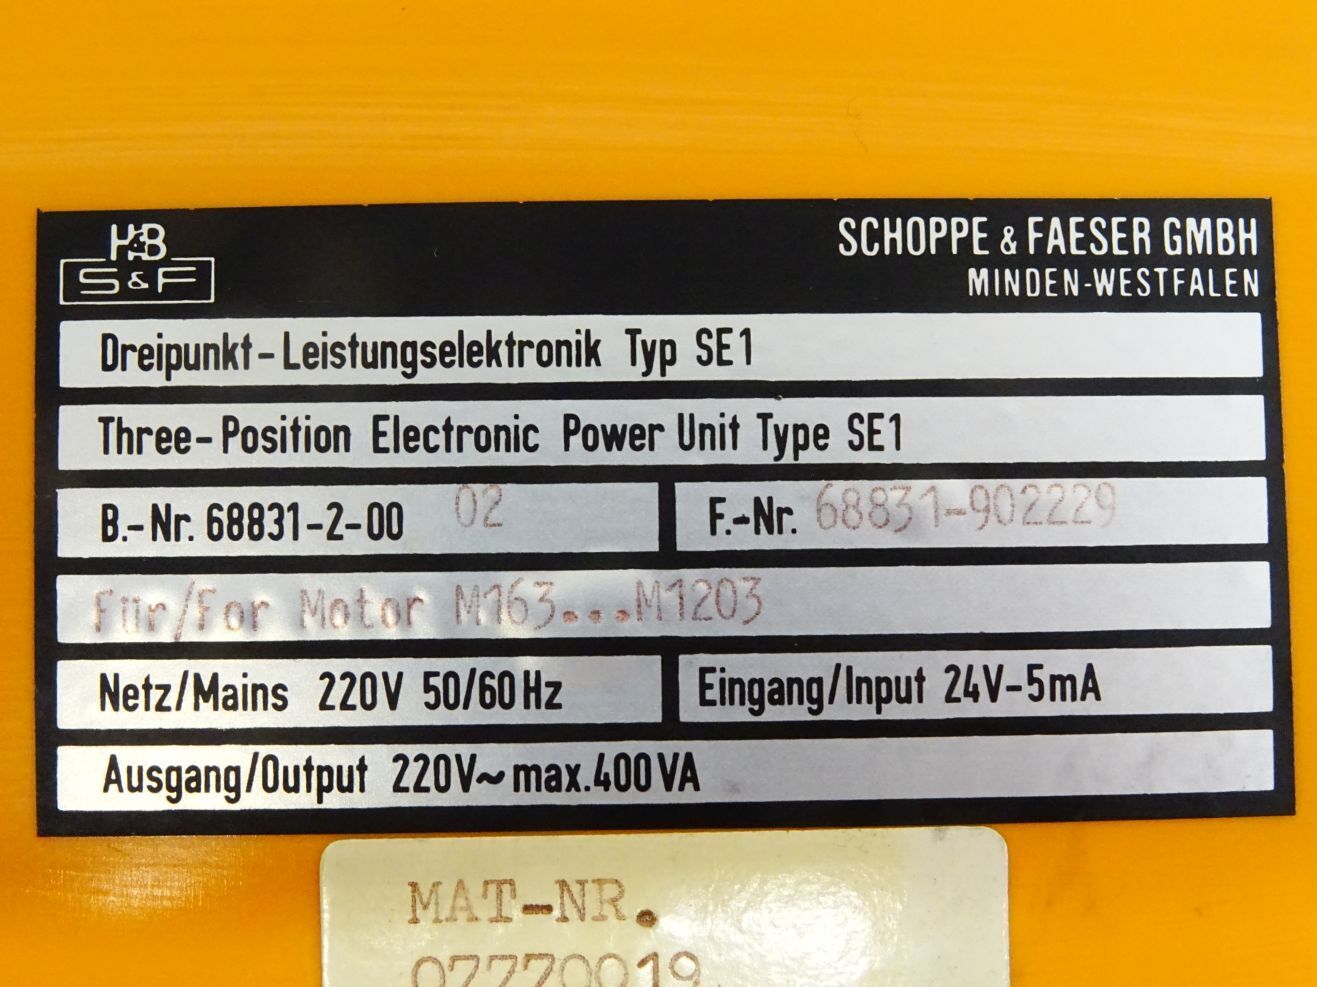 H&B
S&F
SCHOPPE & FAESER GMBH
MINDEN-WESTFALEN
Dreipunkt-Leistungselektronik Typ SE1
Three-Position Electronic Power Unit Type SE1
B.-Nr. 68831-2-00 02
F.-Nr. 68831-902229
Für/For Motor M163...M1203
Netz/Mains 220V 50/60Hz
Eingang/Input 24V-5mA
Ausgang/Output 220V~max.400VA
MAT-NR.
07770019.